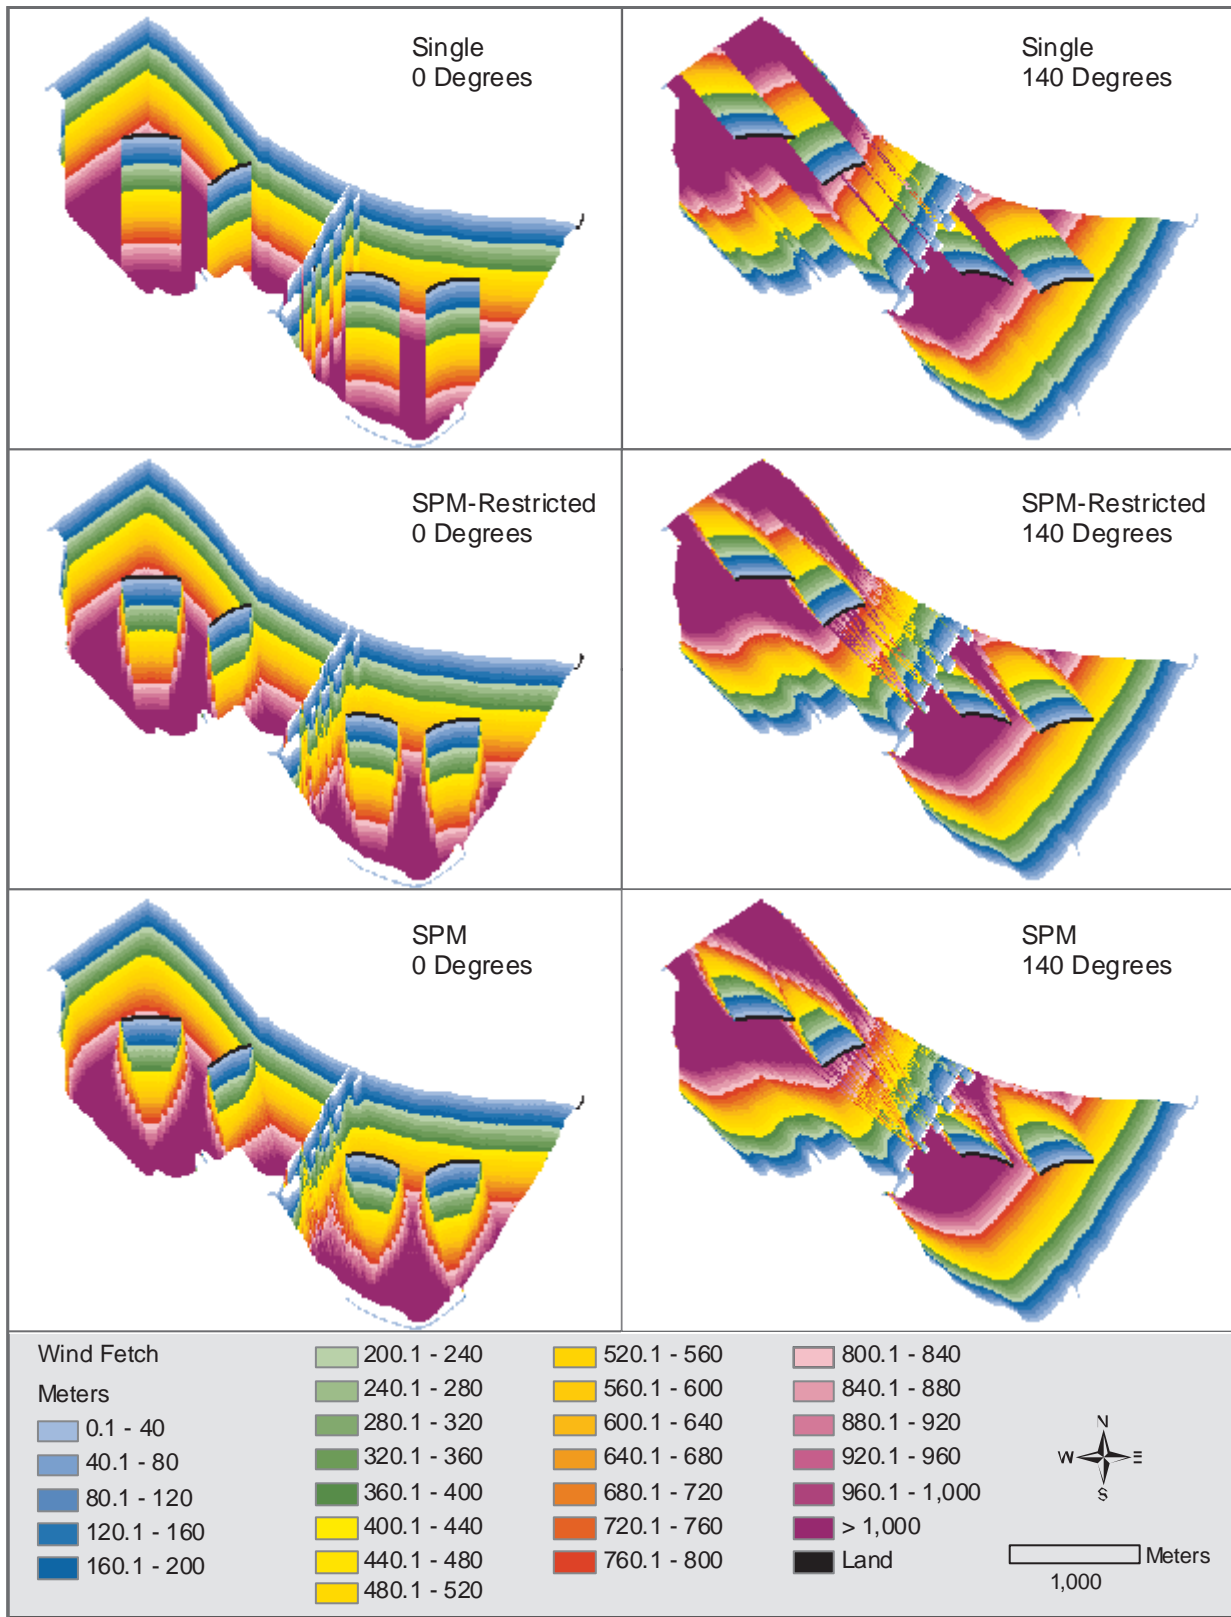 Single
0 Degrees
Single
140 Degrees
SPM-Restricted
0 Degrees
SPM-Restricted
140 Degrees
SPM
0 Degrees
SPM
140 Degrees
Wind Fetch
Meters
0.1 - 40
40.1 - 80
80.1 - 120
120.1 - 160
160.1 - 200
200.1 - 240
240.1 - 280
280.1 - 320
320.1 - 360
360.1 - 400
400.1 - 440
440.1 - 480
480.1 - 520
520.1 - 560
560.1 - 600
600.1 - 640
640.1 - 680
680.1 - 720
720.1 - 760
760.1 - 800
800.1 - 840
840.1 - 880
880.1 - 920
920.1 - 960
960.1 - 1,000
> 1,000
Land
N
W E
S
Meters
1,000